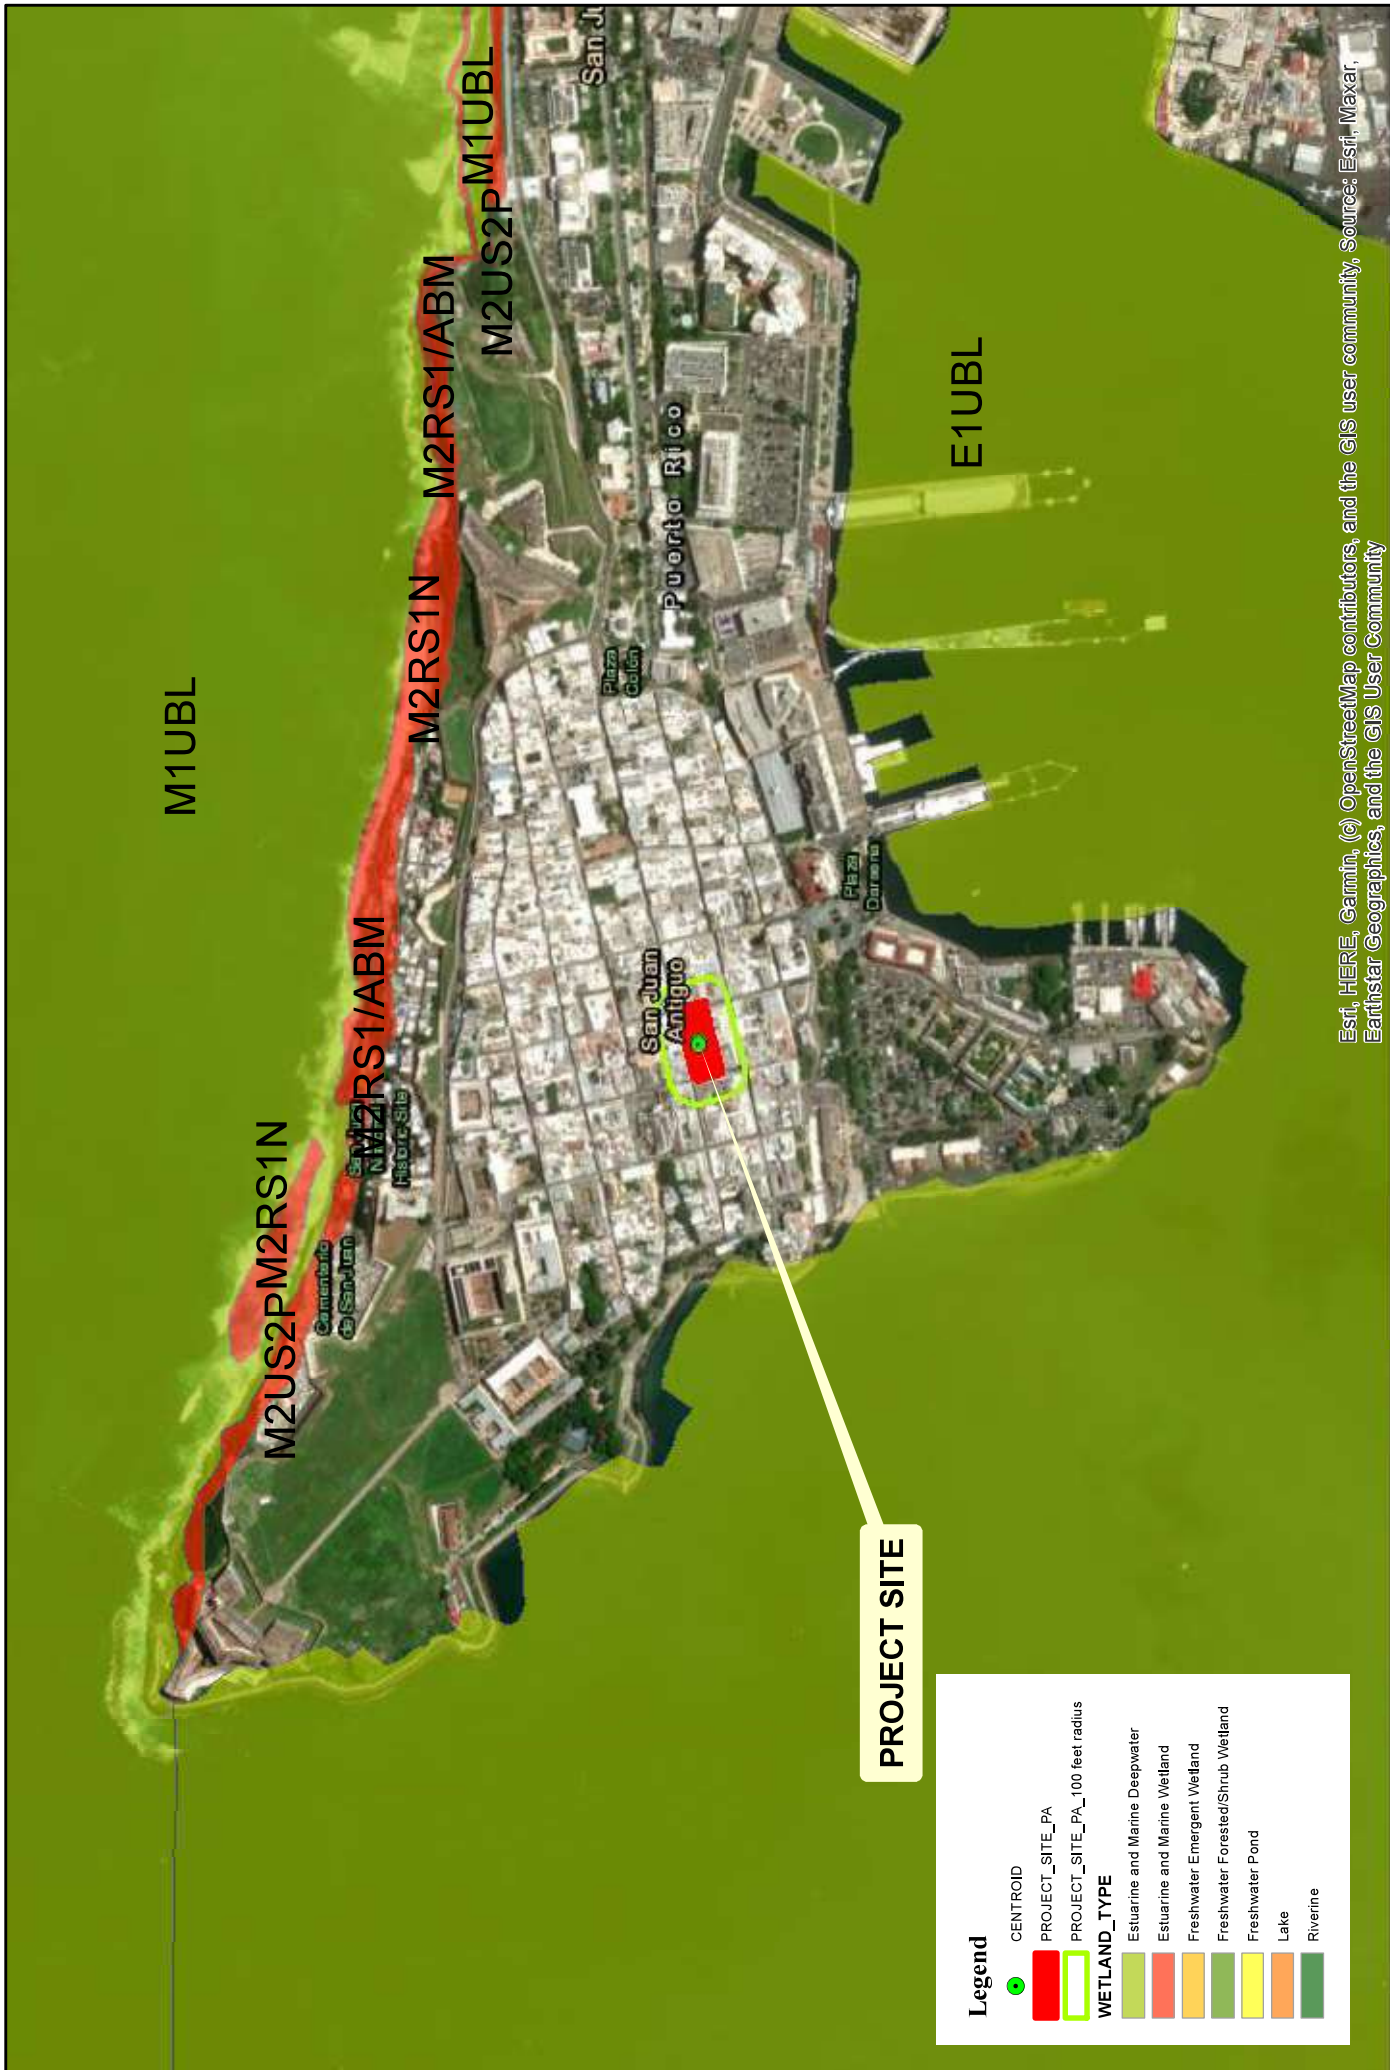 M1UBL
M2US2P
M2RS1N
M2RS1/ABM
M2RS1N
M2RS1/ABM
M2US2P
M1UBL
E1UBL
Cementerio
de San Juan
Historic Site
San Juan
Antiguo
Plaza
Colón
Puerto Rico
Plaza
Darsena
PROJECT SITE
Legend
CENTROID
PROJECT_SITE_PA
PROJECT_SITE_PA_100 feet radius
WETLAND_TYPE
Estuarine and Marine Deepwater
Estuarine and Marine Wetland
Freshwater Emergent Wetland
Freshwater Forested/Shrub Wetland
Freshwater Pond
Lake
Riverine
Esri, HERE, Garmin, (c) OpenStreetMap contributors, and the GIS user community, Source: Esri, Maxar,
Earthstar Geographics, and the GIS User Community